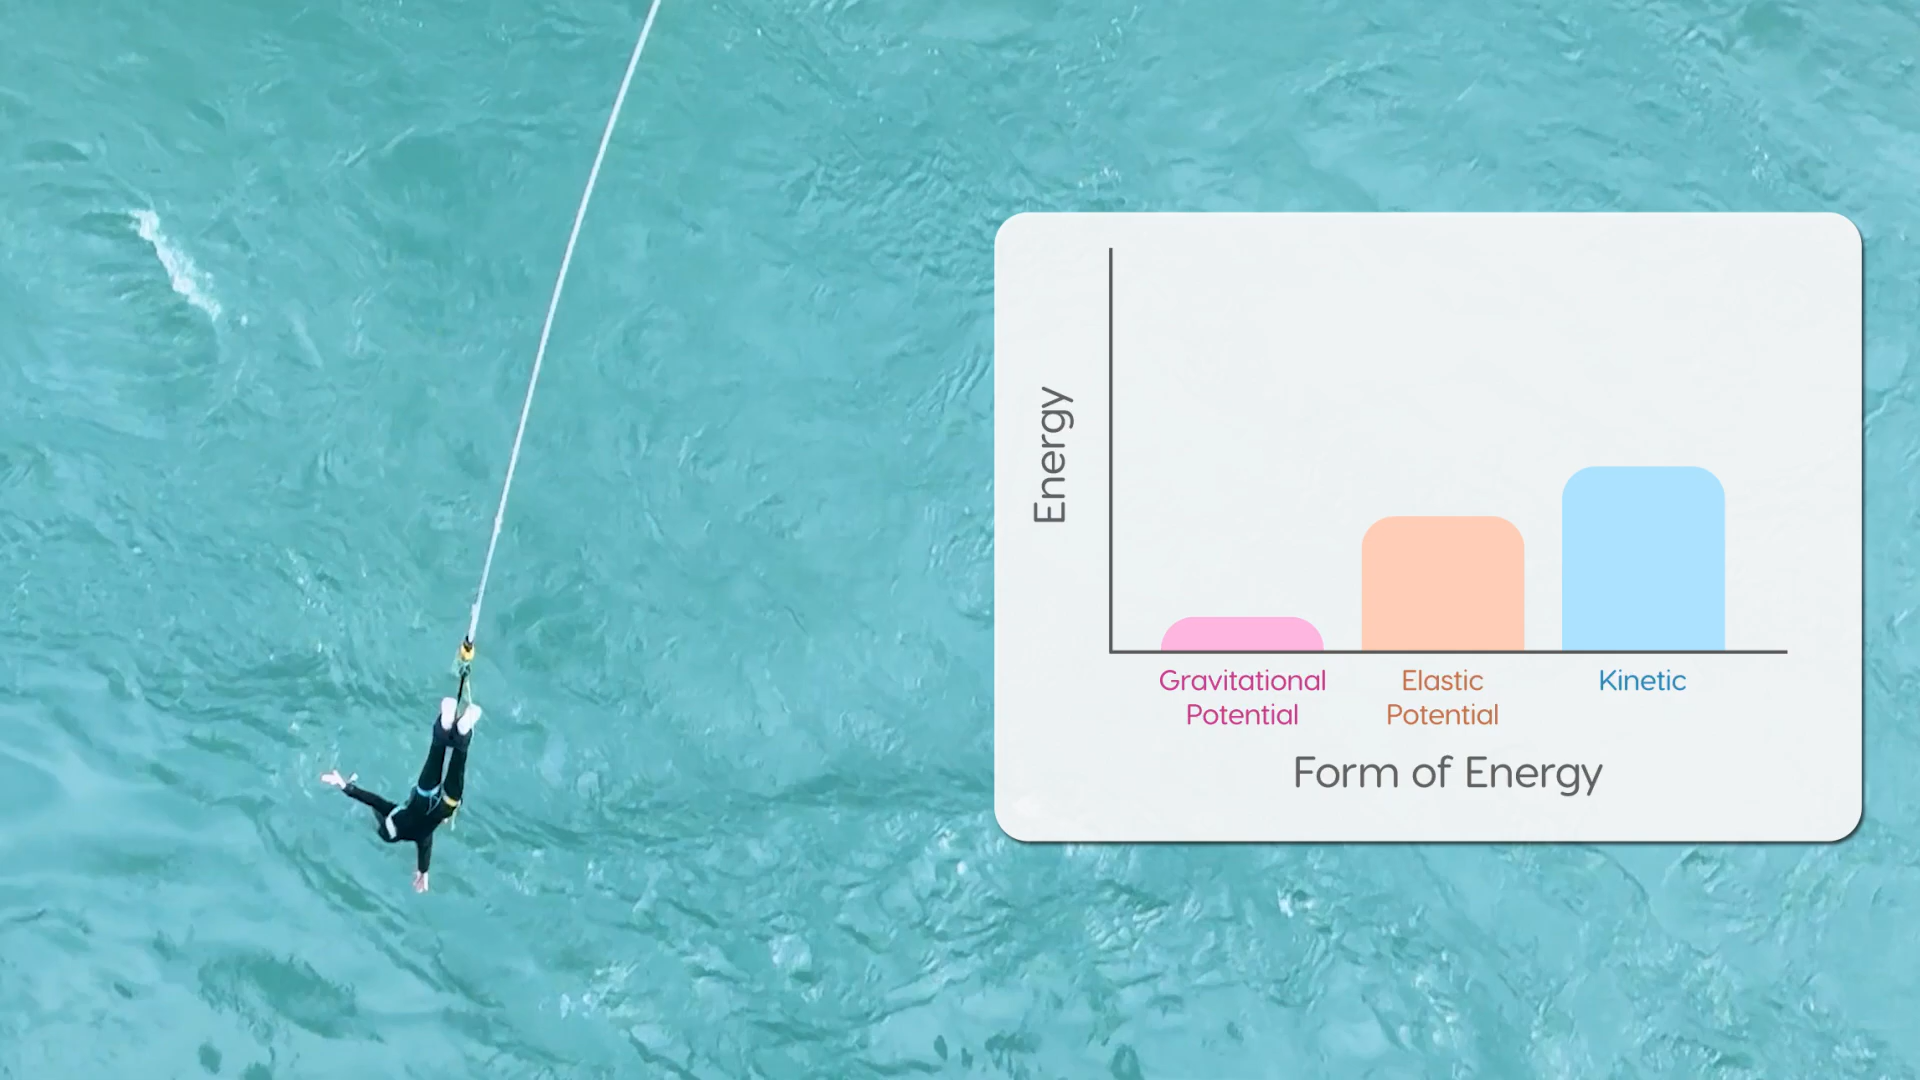 Energy
Gravitational
Potential
Elastic
Potential
Kinetic
Form of Energy